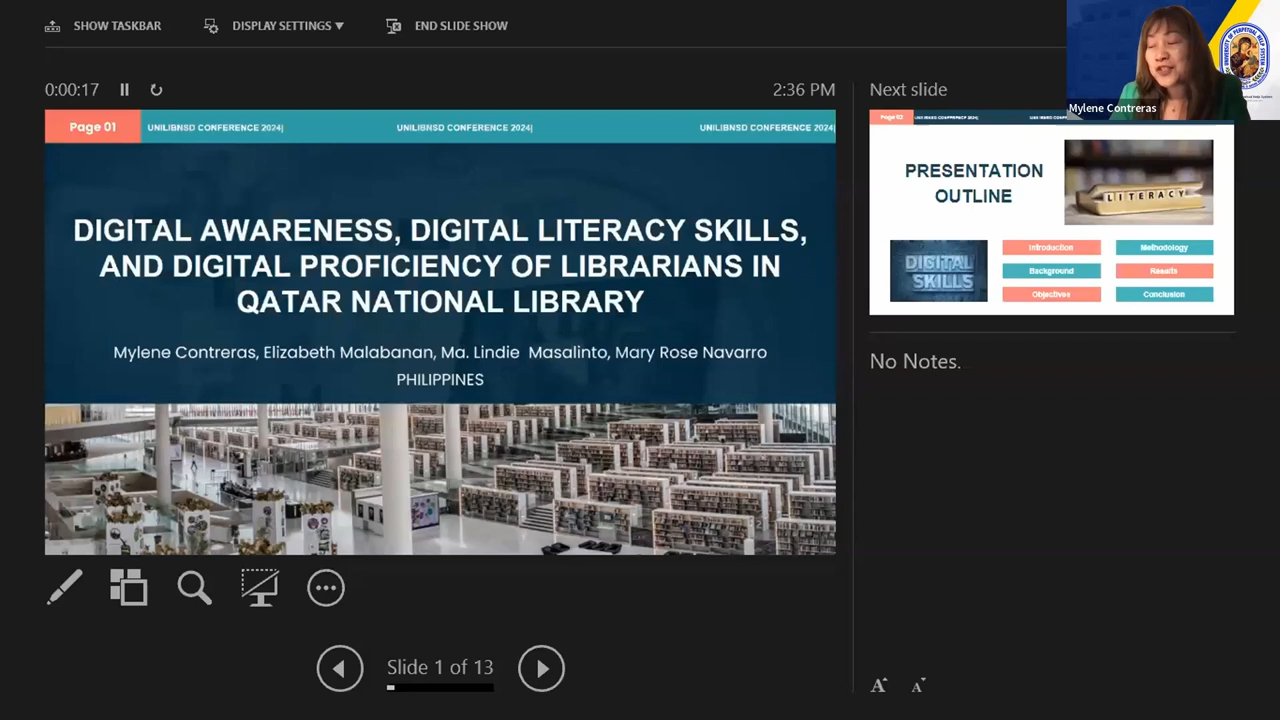 SHOW TASKBAR
DISPLAY SETTINGS
END SLIDE SHOW
Mylene Contreras
0:00:17
2:36 PM
Next slide
Page 01
UNILIBNSD CONFERENCE 2024|
UNILIBNSD CONFERENCE 2024|
UNILIBNSD CONFERENCE 2024|
DIGITAL AWARENESS, DIGITAL LITERACY SKILLS,
AND DIGITAL PROFICIENCY OF LIBRARIANS IN
QATAR NATIONAL LIBRARY
Mylene Contreras, Elizabeth Malabanan, Ma. Lindie Masalinto, Mary Rose Navarro
PHILIPPINES
Page 02
PRESENTATION
OUTLINE
LITERACY
DIGITAL
SKILLS
Introduction
Methodology
Background
Results
Objectives
Conclusion
No Notes.
Slide 1 of 13
A
A